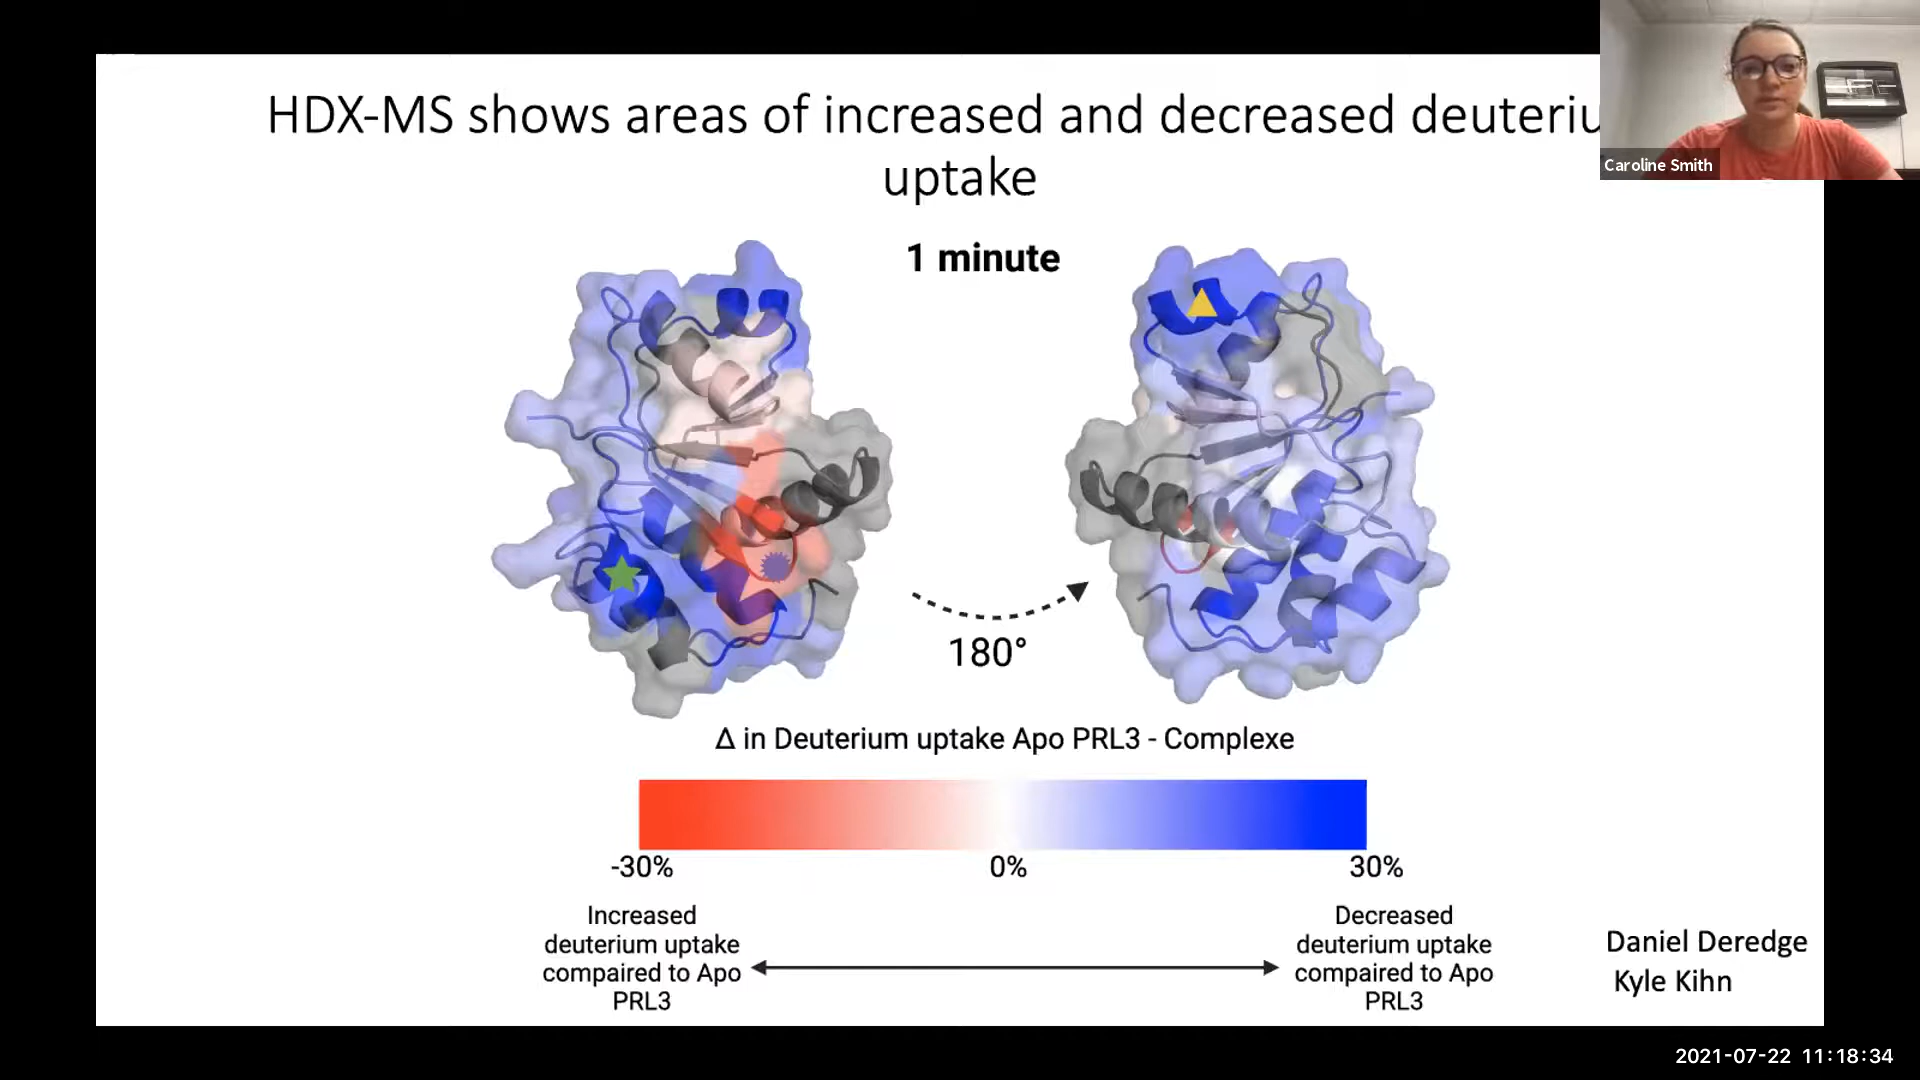 HDX-MS shows areas of increased and decreased
uptake
1 minute
180°
Δ in Deuterium uptake Apo PRL3 - Complexe
-30%
0%
30%
Increased
deuterium uptake
compaired to Apo
PRL3
Decreased
deuterium uptake
compaired to Apo
PRL3
Daniel Deredge
Kyle Kihn
Caroline Smith
2021-07-22 11:18:34